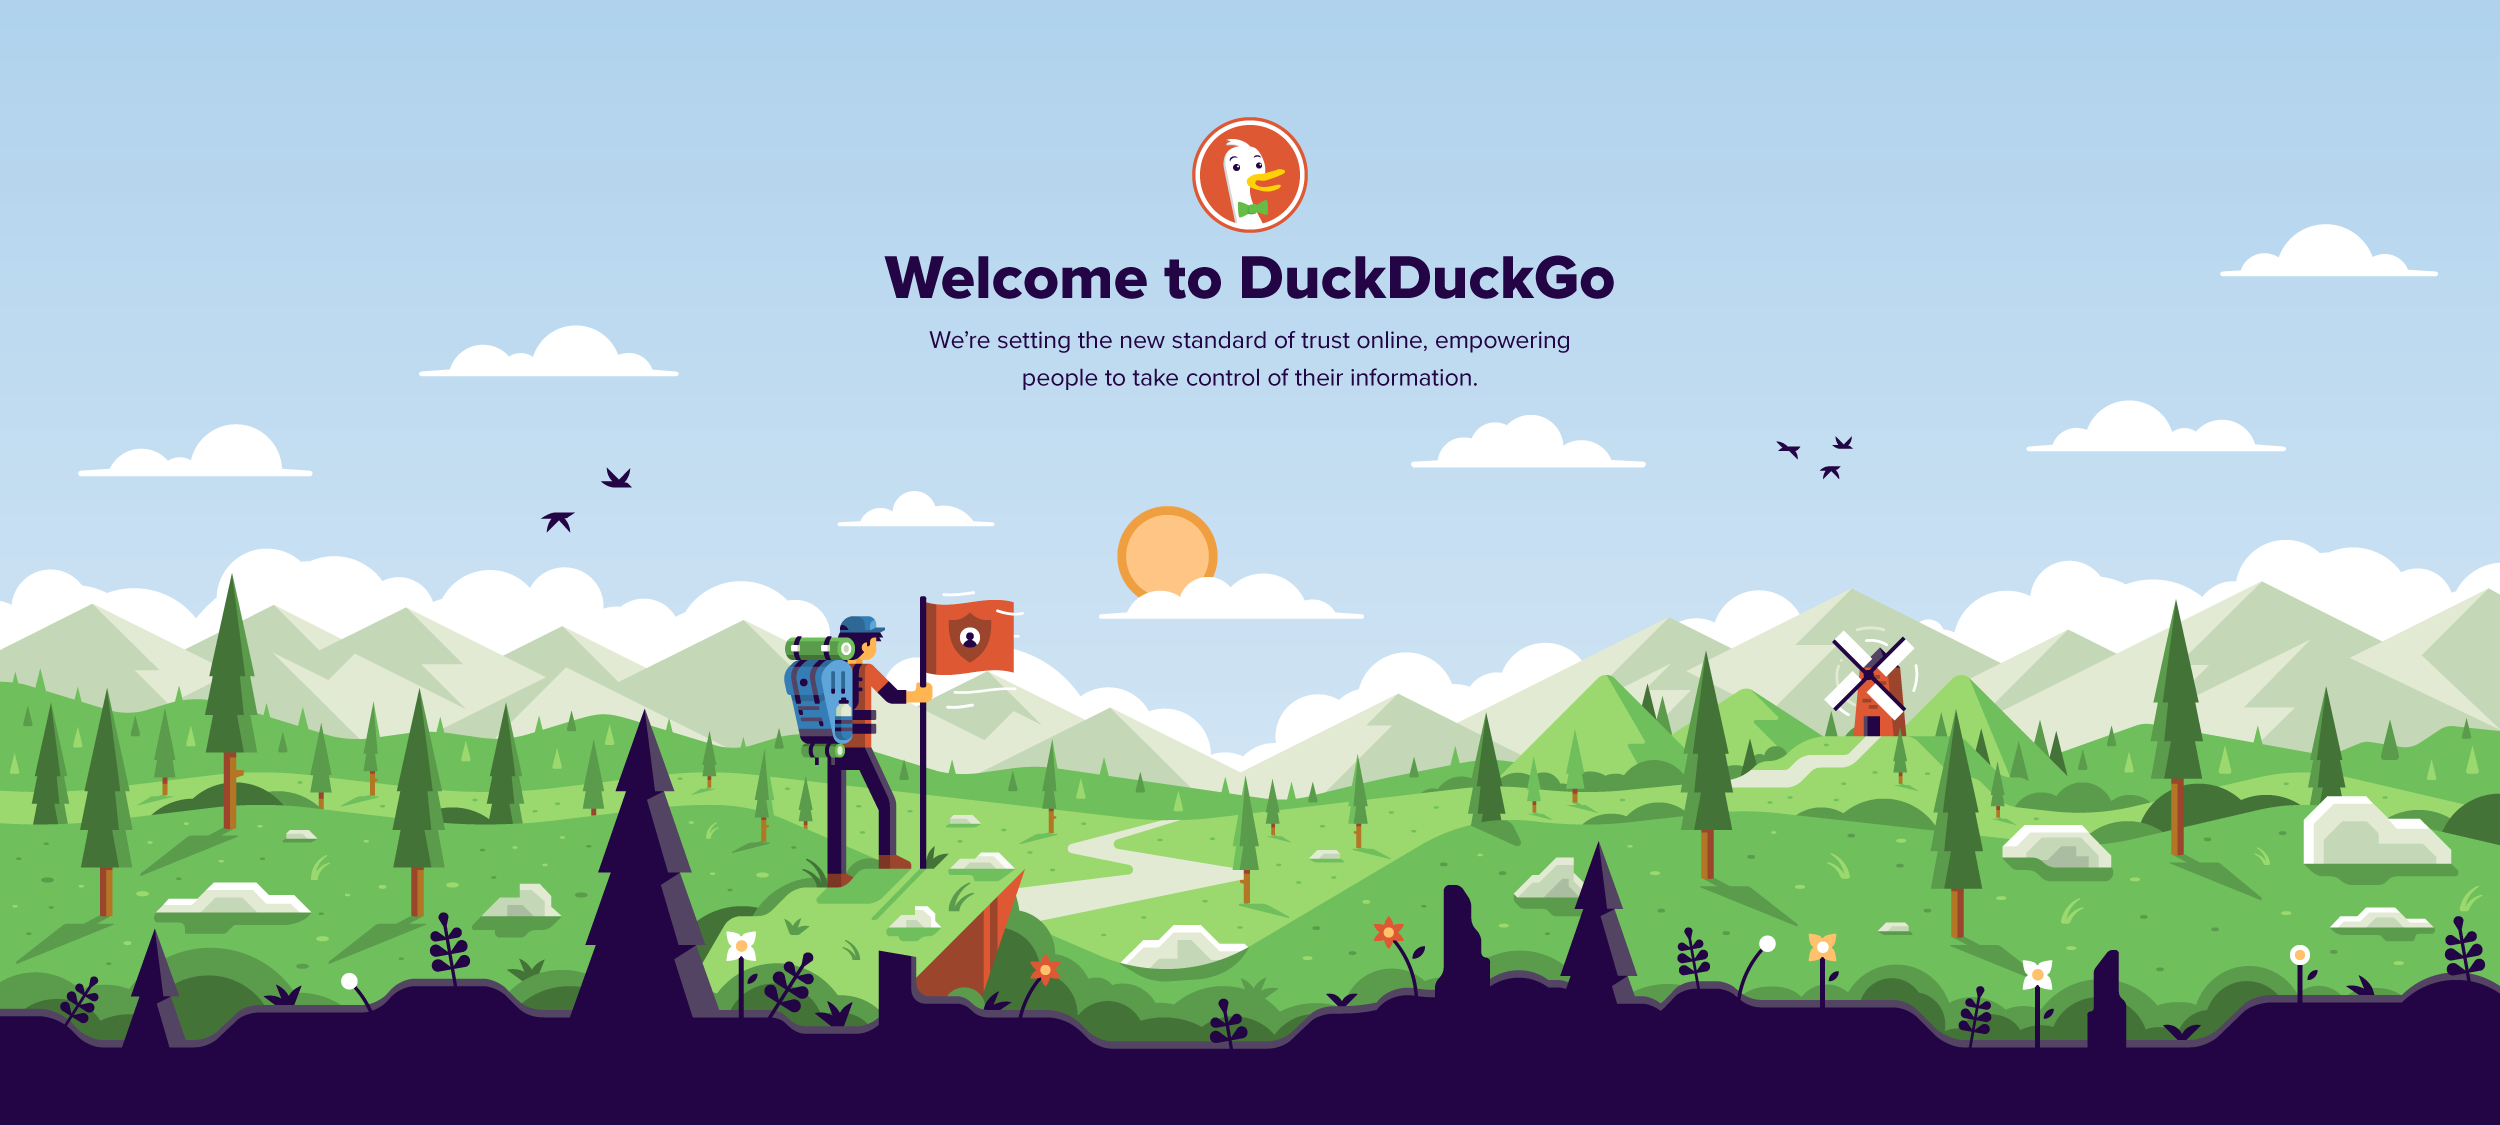 Welcome to DuckDuckGo
We’re setting the new standard of trust online, empowering
people to take control of their information.